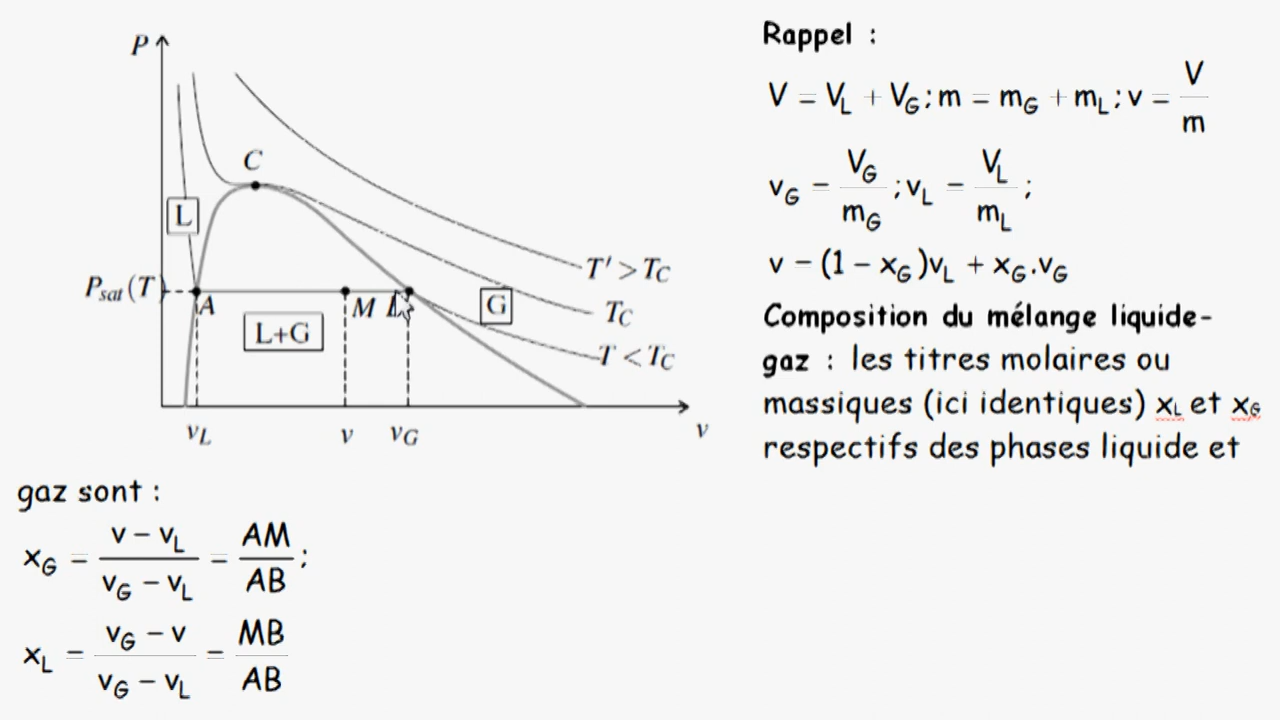 P
C
L
P_sat(T)
A
M
G
L+G
T' > T_C
T_C
T < T_C
v_L
v
v_G
v
Rappel :
V = V_L + V_G ; m = m_G + m_L ; v = V/m
v_G = V_G/m_G ; v_L = V_L/m_L ;
v = (1 − x_G)v_L + x_G.v_G
Composition du mélange liquide-
gaz : les titres molaires ou
massiques (ici identiques) x_L et x_G
respectifs des phases liquide et
gaz sont :
x_G = (v − v_L)/(v_G − v_L) = AM/AB ;
x_L = (v_G − v)/(v_G − v_L) = MB/AB